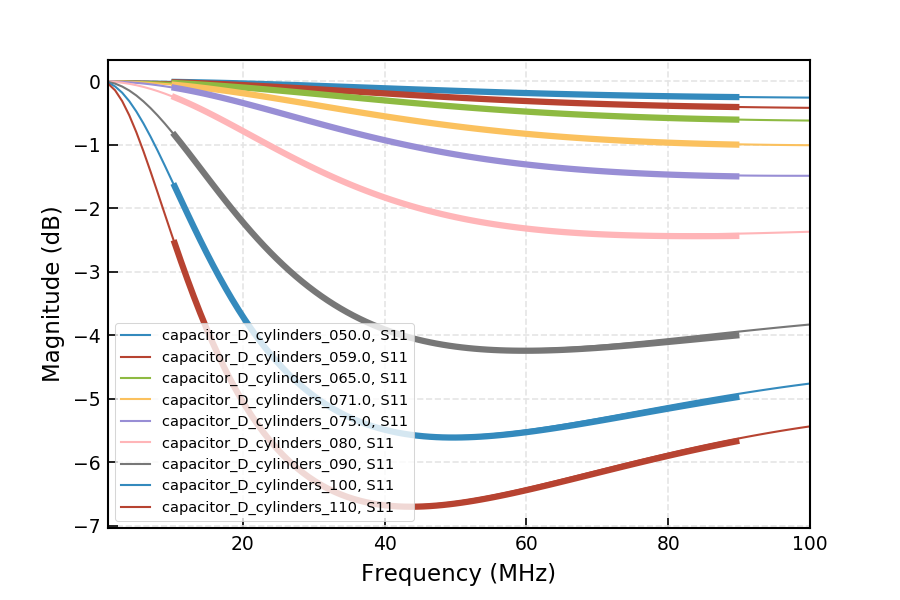 0
−1
−2
−3
−4
−5
−6
−7
Magnitude (dB)
capacitor_D_cylinders_050.0, S11
capacitor_D_cylinders_059.0, S11
capacitor_D_cylinders_065.0, S11
capacitor_D_cylinders_071.0, S11
capacitor_D_cylinders_075.0, S11
capacitor_D_cylinders_080, S11
capacitor_D_cylinders_090, S11
capacitor_D_cylinders_100, S11
capacitor_D_cylinders_110, S11
20 40 60 80 100
Frequency (MHz)